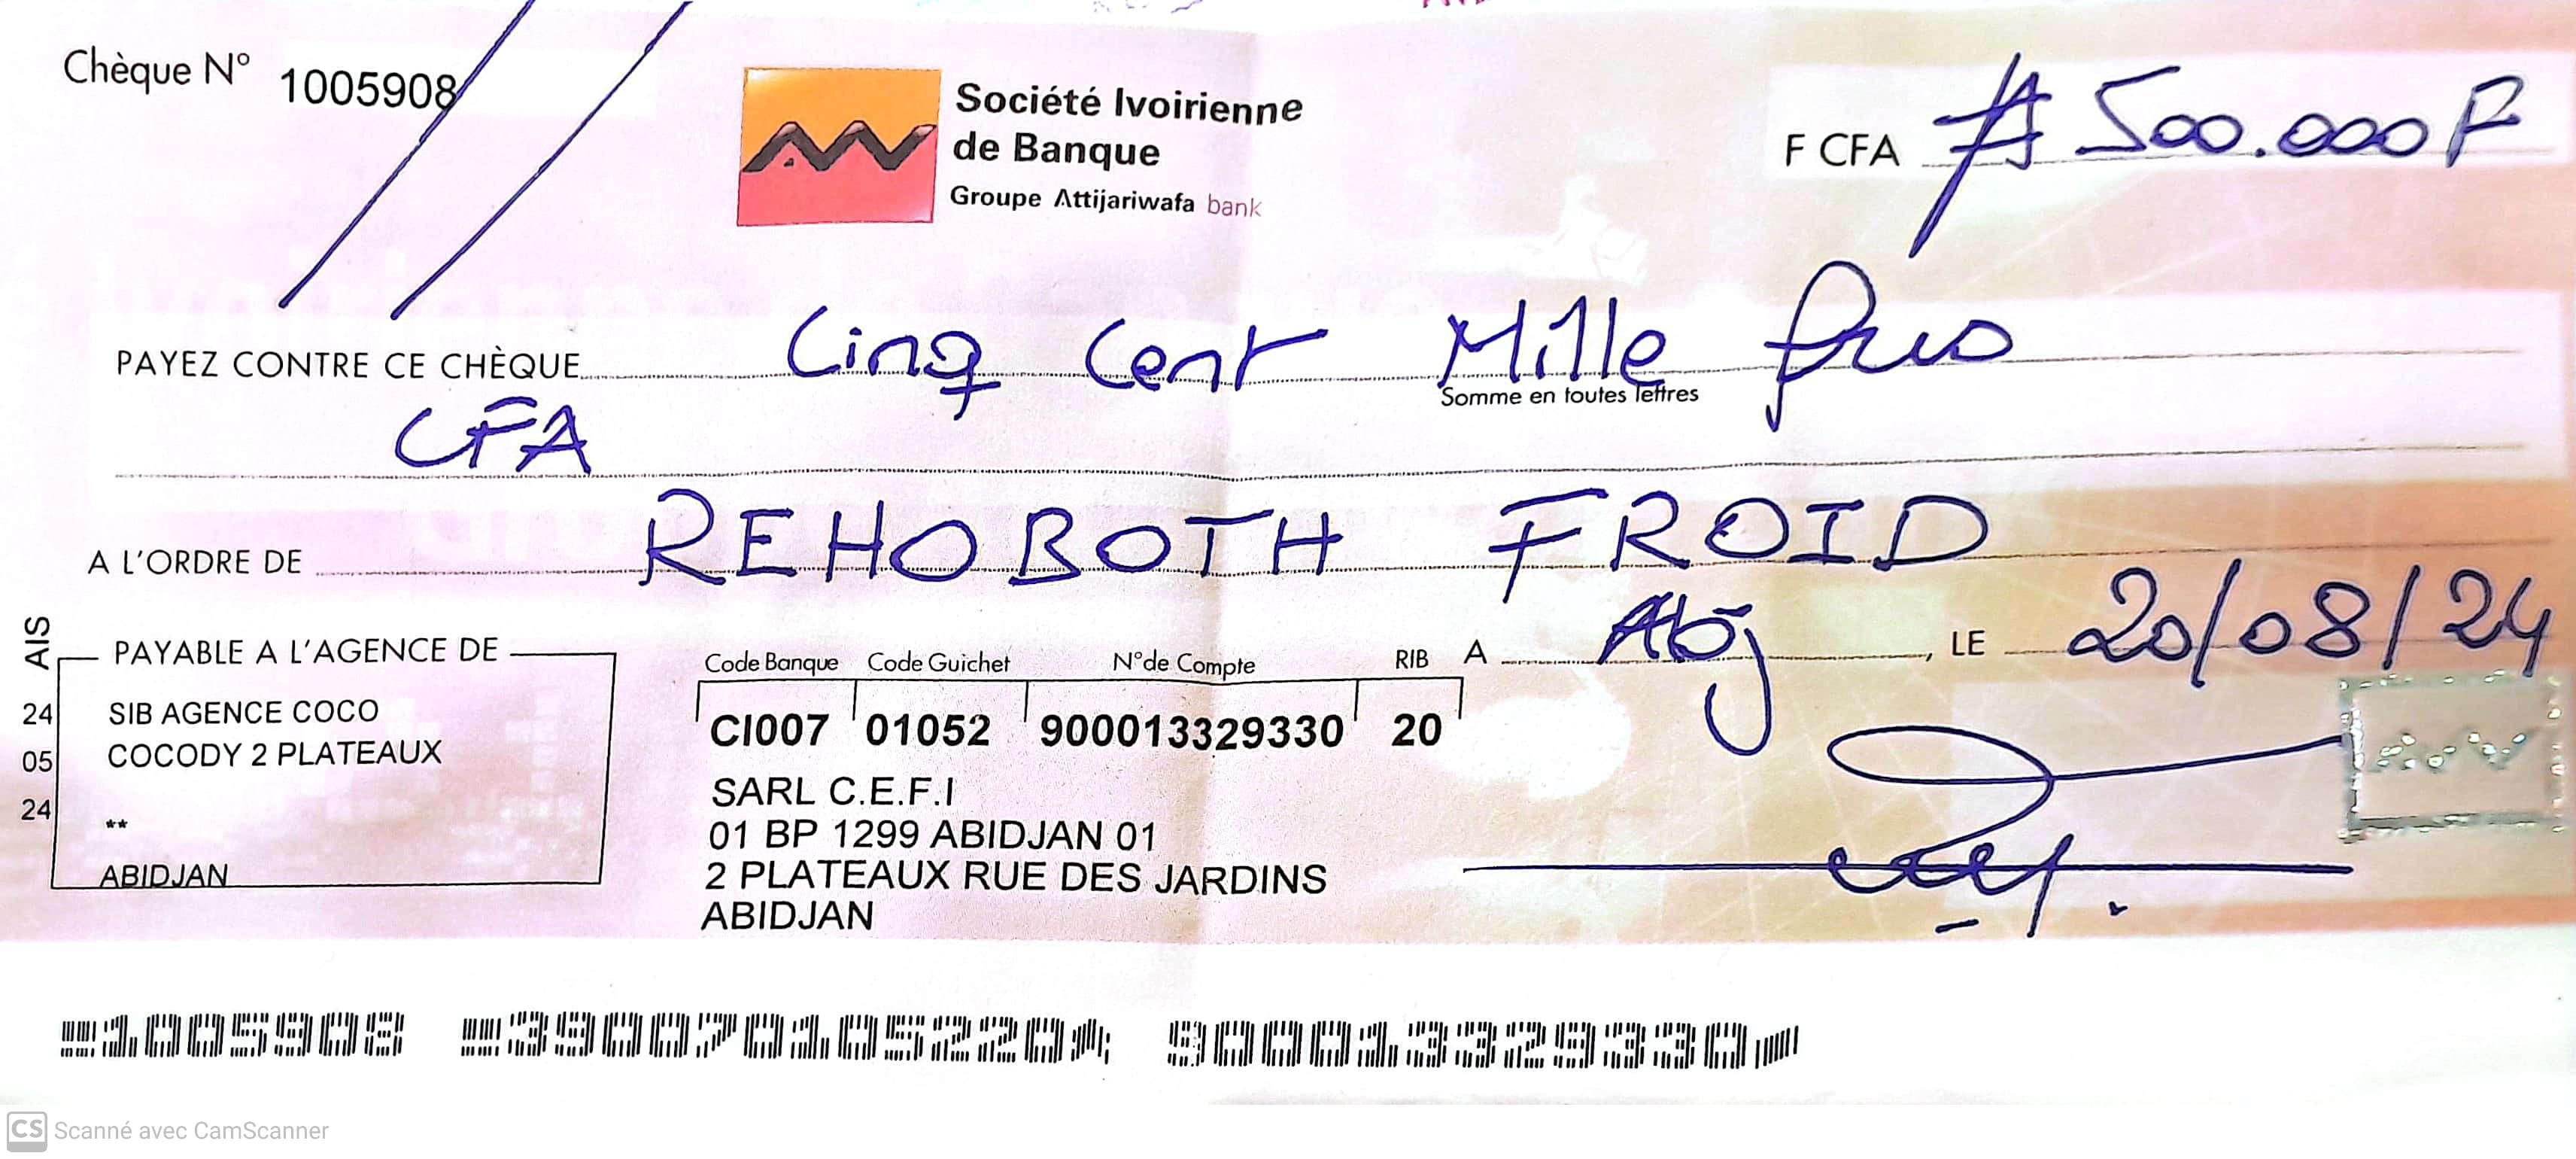 Chèque N° 1005908
Société Ivoirienne
de Banque
Groupe Attijariwafa bank
F CFA # 500.000 F
PAYEZ CONTRE CE CHÈQUE Cinq Cent Mille frcs
Somme en toutes lettres
CFA
A L'ORDRE DE REHOBOTH FROID
A Abj, LE 20/08/24
AIS
24
05
24
PAYABLE A L'AGENCE DE
SIB AGENCE COCO
COCODY 2 PLATEAUX
**
ABIDJAN
Code Banque Code Guichet N°de Compte RIB
CI007 01052 900013329330 20
SARL C.E.F.I
01 BP 1299 ABIDJAN 01
2 PLATEAUX RUE DES JARDINS
ABIDJAN
1005908 390070105220 900013329330
CS Scanné avec CamScanner